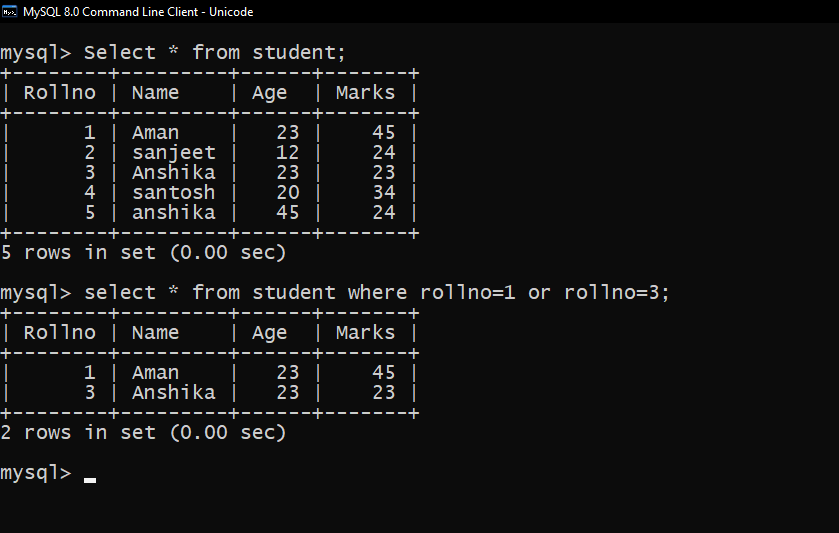 MySQL 8.0 Command Line Client - Unicode
mysql> Select * from student;
+--------+---------+------+-------+
| Rollno | Name    | Age  | Marks |
+--------+---------+------+-------+
|      1 | Aman    |   23 |    45 |
|      2 | sanjeet |   12 |    24 |
|      3 | Anshika |   23 |    23 |
|      4 | santosh |   20 |    34 |
|      5 | anshika |   45 |    24 |
+--------+---------+------+-------+
5 rows in set (0.00 sec)
mysql> select * from student where rollno=1 or rollno=3;
+--------+---------+------+-------+
| Rollno | Name    | Age  | Marks |
+--------+---------+------+-------+
|      1 | Aman    |   23 |    45 |
|      3 | Anshika |   23 |    23 |
+--------+---------+------+-------+
2 rows in set (0.00 sec)
mysql>